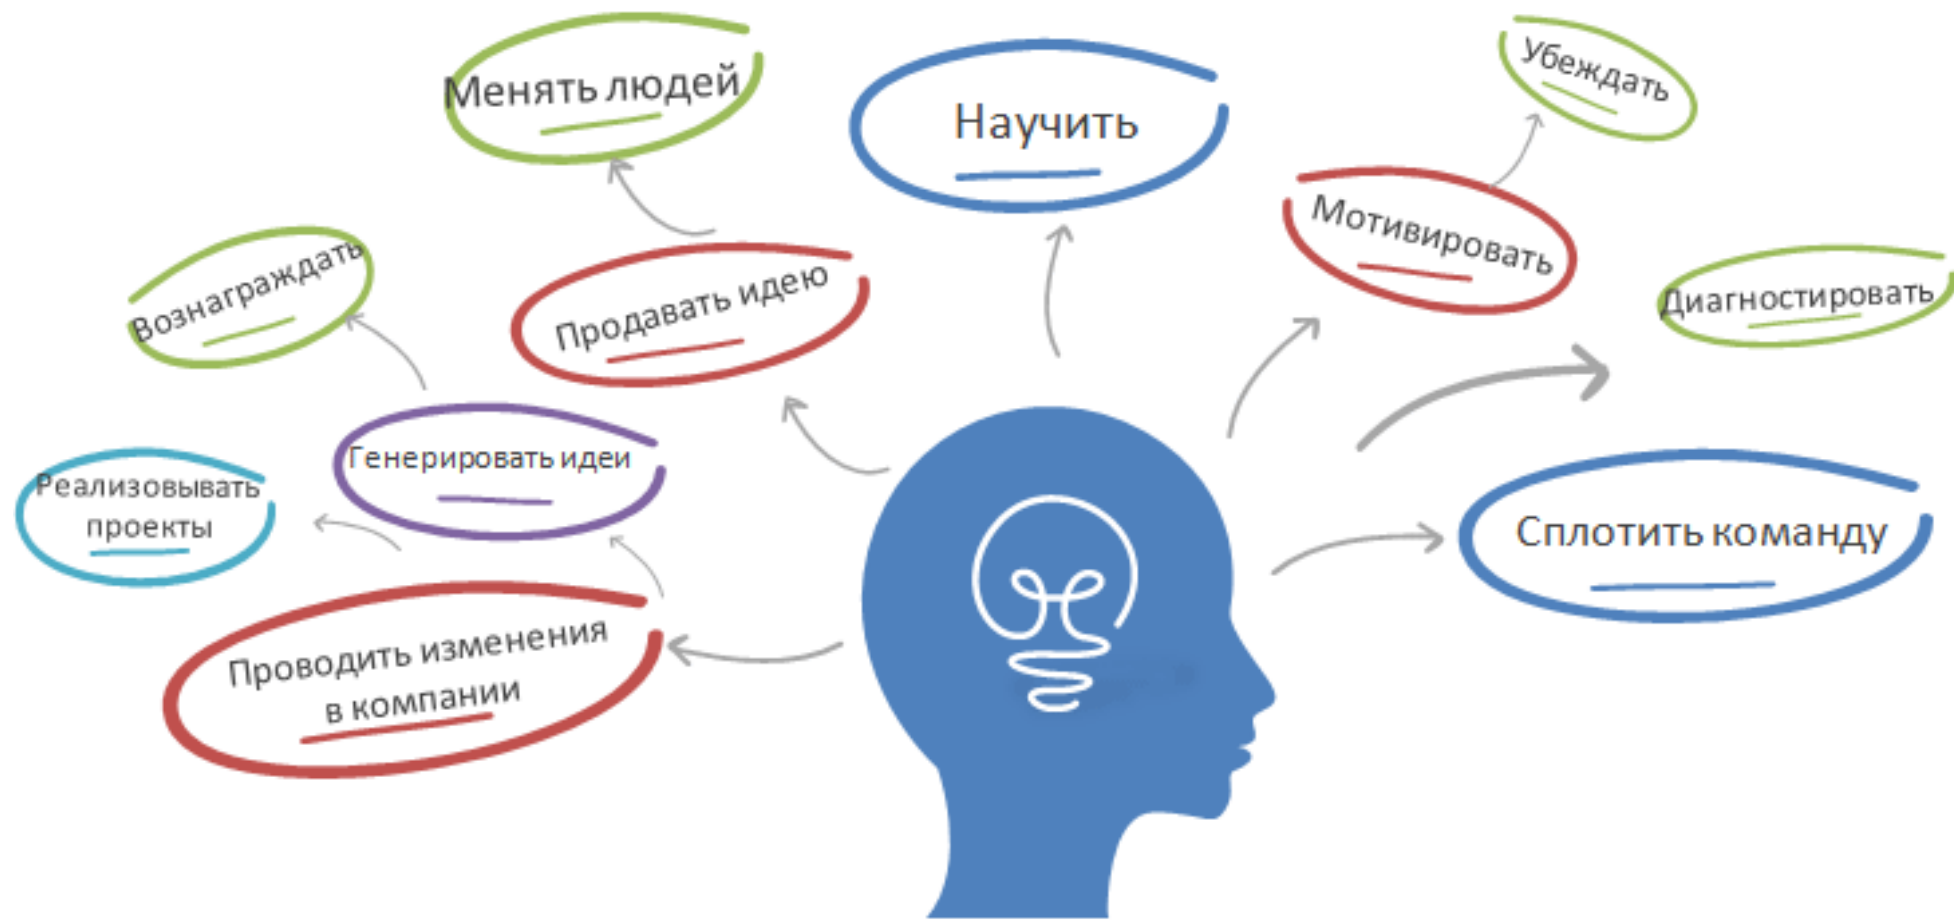 Менять людей
Научить
Убеждать
Мотивировать
Вознаграждать
Продавать идею
Диагностировать
Генерировать идеи
Реализовывать
проекты
Сплотить команду
Проводить изменения
в компании